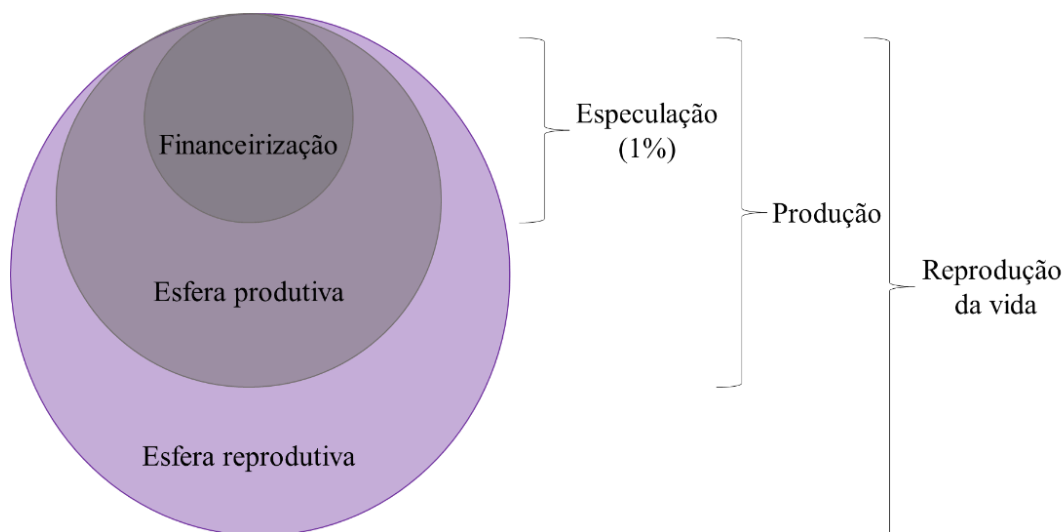 Financeirização
Esfera produtiva
Esfera reprodutiva
Especulação
(1%)
Produção
Reprodução
da vida